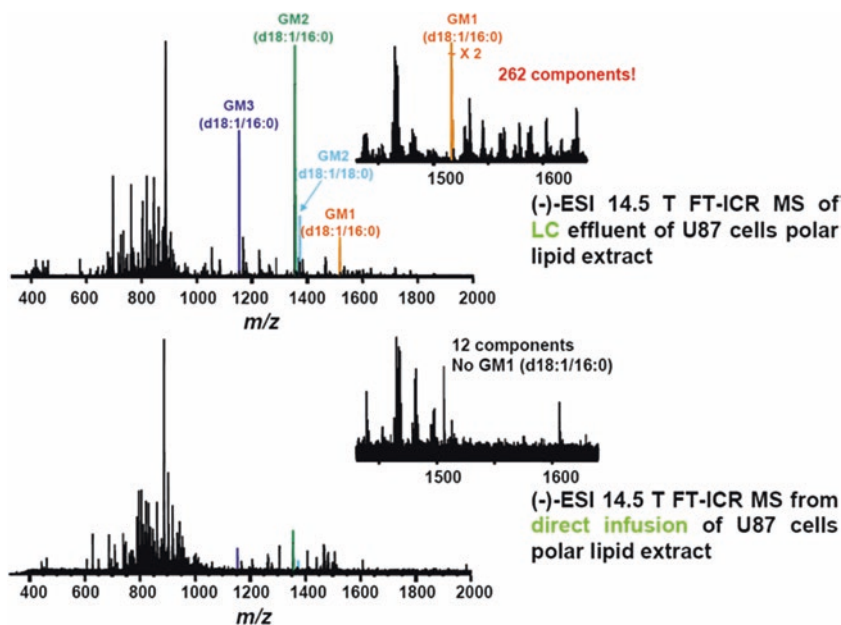 GM2
(d18:1/16:0)
GM1
(d18:1/16:0)
– X 2
262 components!
GM3
(d18:1/16:0)
GM2
d18:1/18:0)
GM1
(d18:1/16:0)
1500
1600
(-)-ESI 14.5 T FT-ICR MS of
LC effluent of U87 cells polar
lipid extract
400 600 800 1000 1200 1400 1600 1800 2000
m/z
12 components
No GM1 (d18:1/16:0)
1500
1600
(-)-ESI 14.5 T FT-ICR MS from
direct infusion of U87 cells
polar lipid extract
400 600 800 1000 1200 1400 1600 1800 2000
m/z